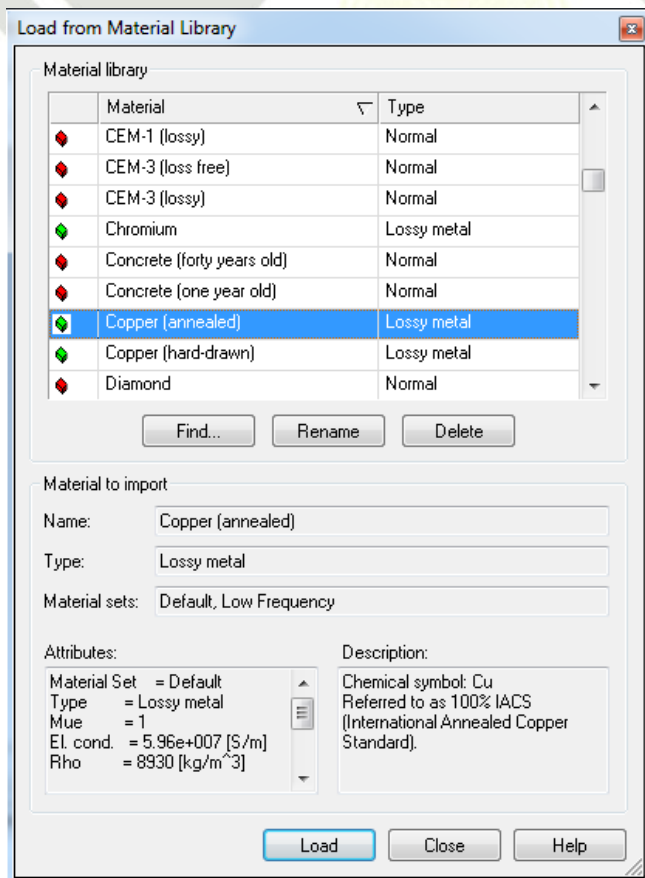 Load from Material Library
Material library
Material Type
CEM-1 (lossy) Normal
CEM-3 (loss free) Normal
CEM-3 (lossy) Normal
Chromium Lossy metal
Concrete (forty years old) Normal
Concrete (one year old) Normal
Copper (annealed) Lossy metal
Copper (hard-drawn) Lossy metal
Diamond Normal
Find... Rename Delete
Material to import
Name: Copper (annealed)
Type: Lossy metal
Material sets: Default, Low Frequency
Attributes:
Material Set = Default
Type = Lossy metal
Mue = 1
El. cond. = 5.96e+007 [S/m]
Rho = 8930 [kg/m^3]
Description:
Chemical symbol: Cu
Referred to as 100% IACS
(International Annealed Copper
Standard).
Load Close Help